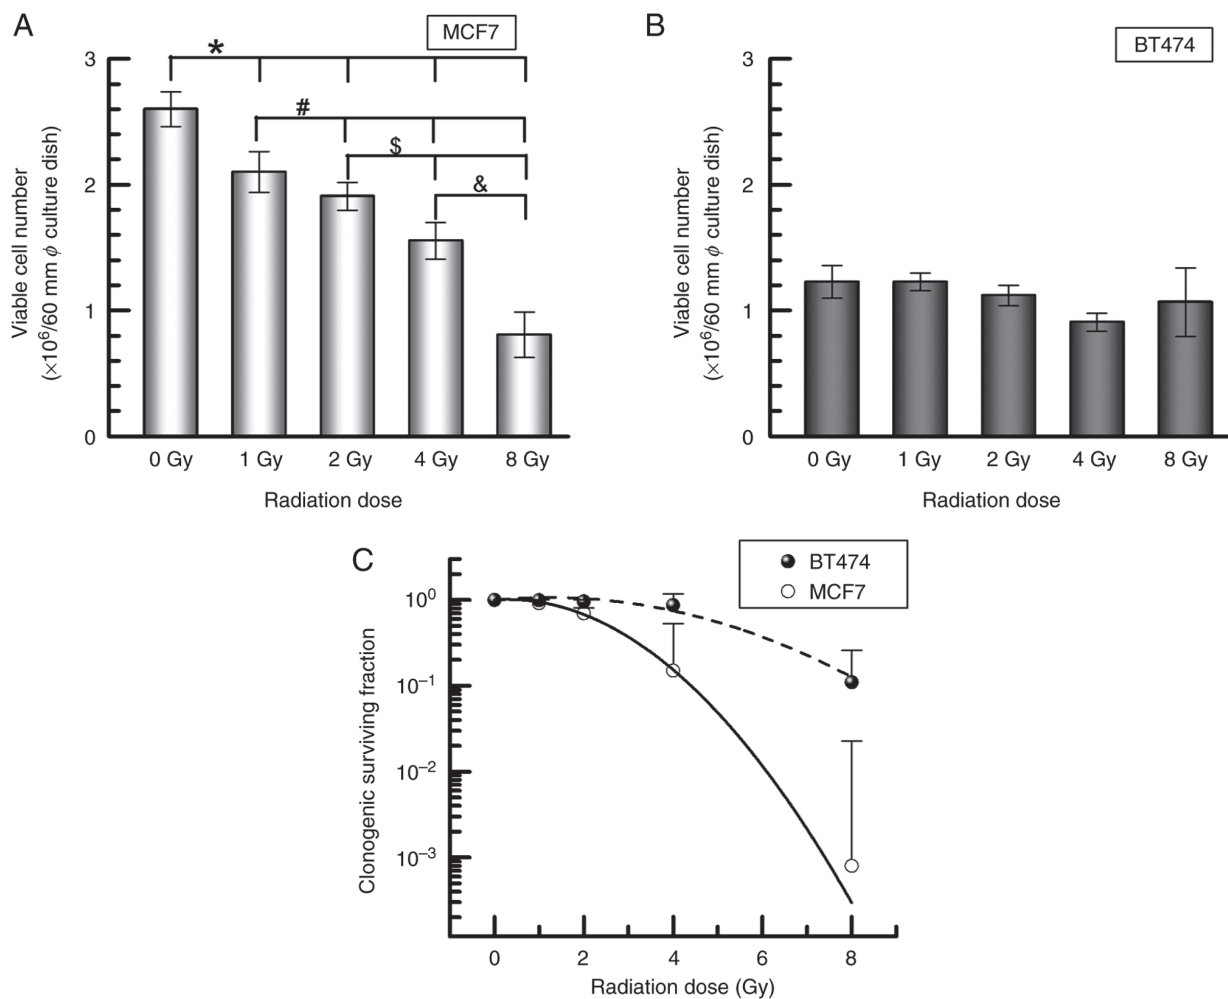 A
MCF7
3
2
1
0
*
#
$
&
Viable cell number
(×10⁶/60 mm ϕ culture dish)
0 Gy
1 Gy
2 Gy
4 Gy
8 Gy
Radiation dose
B
BT474
3
2
1
0
Viable cell number
(×10⁶/60 mm ϕ culture dish)
0 Gy
1 Gy
2 Gy
4 Gy
8 Gy
Radiation dose
C
BT474
MCF7
10⁰
10⁻¹
10⁻²
10⁻³
Clonogenic surviving fraction
0
2
4
6
8
Radiation dose (Gy)